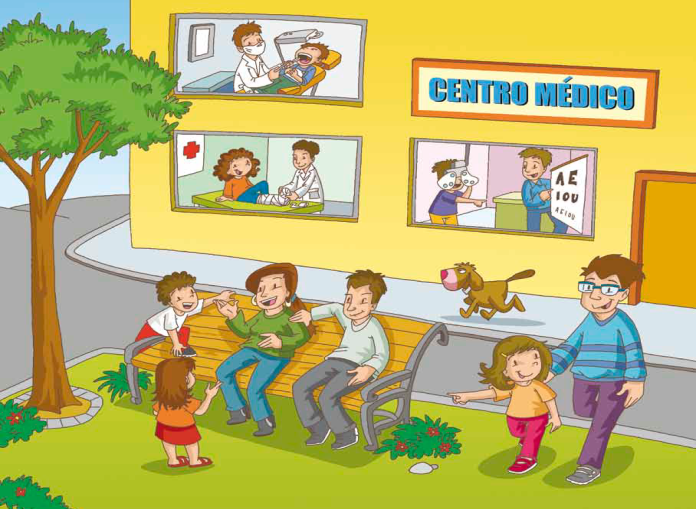 CENTRO MÉDICO
A E
I O U
A E I O U